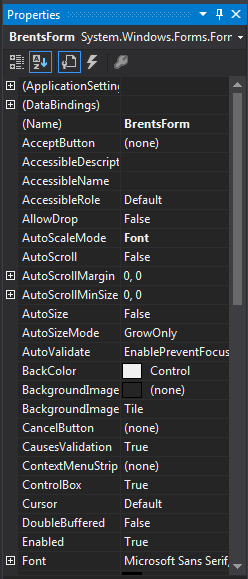 Properties
BrentsForm System.Windows.Forms.Form
(ApplicationSetting
(DataBindings)
(Name) BrentsForm
AcceptButton (none)
AccessibleDescript
AccessibleName
AccessibleRole Default
AllowDrop False
AutoScaleMode Font
AutoScroll False
AutoScrollMargin 0, 0
AutoScrollMinSize 0, 0
AutoSize False
AutoSizeMode GrowOnly
AutoValidate EnablePreventFocus
BackColor Control
BackgroundImage (none)
BackgroundImage Tile
CancelButton (none)
CausesValidation True
ContextMenuStrip (none)
ControlBox True
Cursor Default
DoubleBuffered False
Enabled True
Font Microsoft Sans Serif,